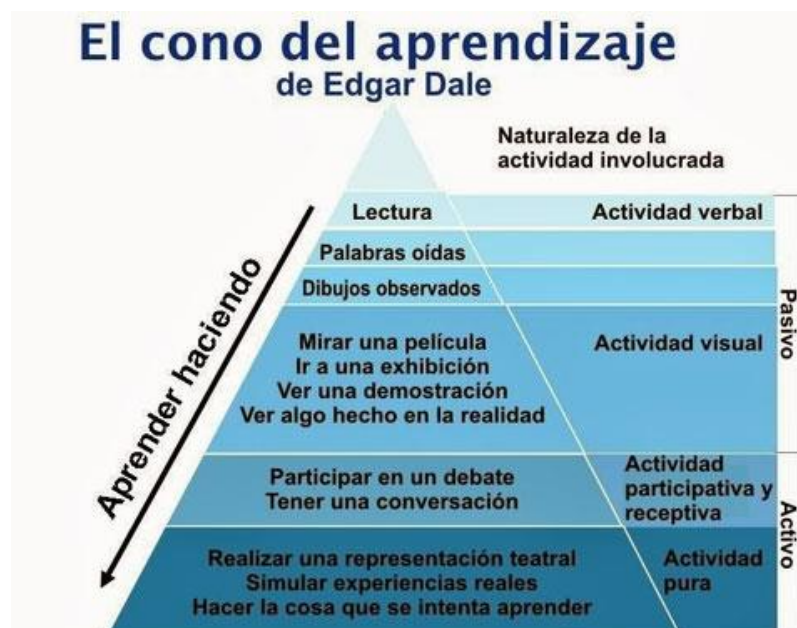 El cono del aprendizaje
de Edgar Dale
Naturaleza de la
actividad involucrada
Lectura
Actividad verbal
Palabras oídas
Dibujos observados
Mirar una película
Ir a una exhibición
Ver una demostración
Ver algo hecho en la realidad
Actividad visual
Pasivo
Participar en un debate
Tener una conversación
Actividad
participativa y
receptiva
Realizar una representación teatral
Simular experiencias reales
Hacer la cosa que se intenta aprender
Actividad
pura
Activo
Aprender haciendo